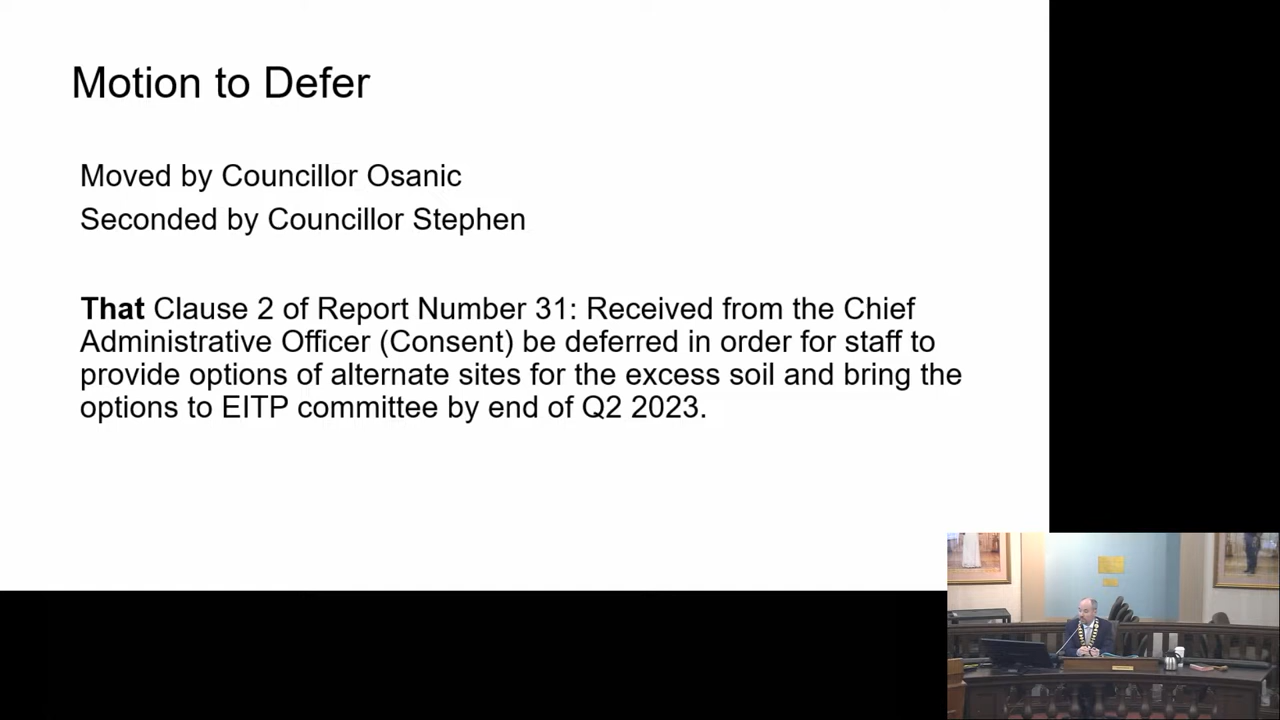 Motion to Defer
Moved by Councillor Osanic
Seconded by Councillor Stephen
That Clause 2 of Report Number 31: Received from the Chief
Administrative Officer (Consent) be deferred in order for staff to
provide options of alternate sites for the excess soil and bring the
options to EITP committee by end of Q2 2023.